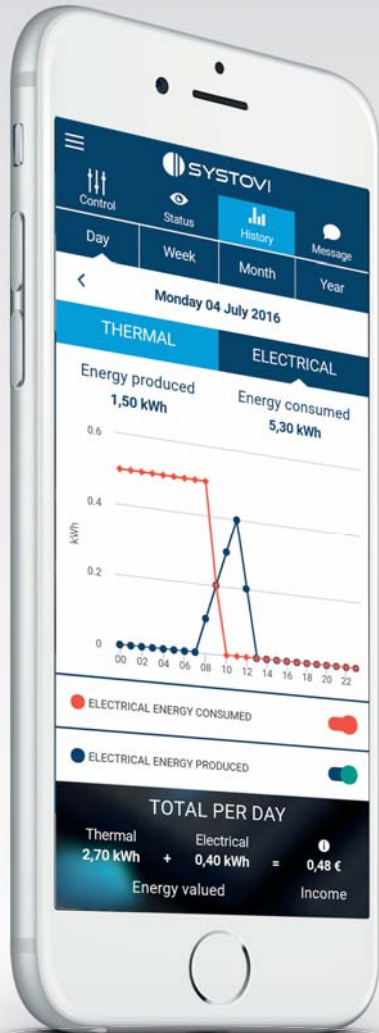 SYSTOVI
Control Status History Message
Day Week Month Year
< Monday 04 July 2016
THERMAL ELECTRICAL
Energy produced Energy consumed
1,50 kWh 5,30 kWh
0.6
0.4
kWh
0.2
0
00 02 04 06 08 10 12 14 16 18 20 22
ELECTRICAL ENERGY CONSUMED
ELECTRICAL ENERGY PRODUCED
TOTAL PER DAY
Thermal Electrical i
2,70 kWh + 0,40 kWh = 0,48 €
Energy valued Income